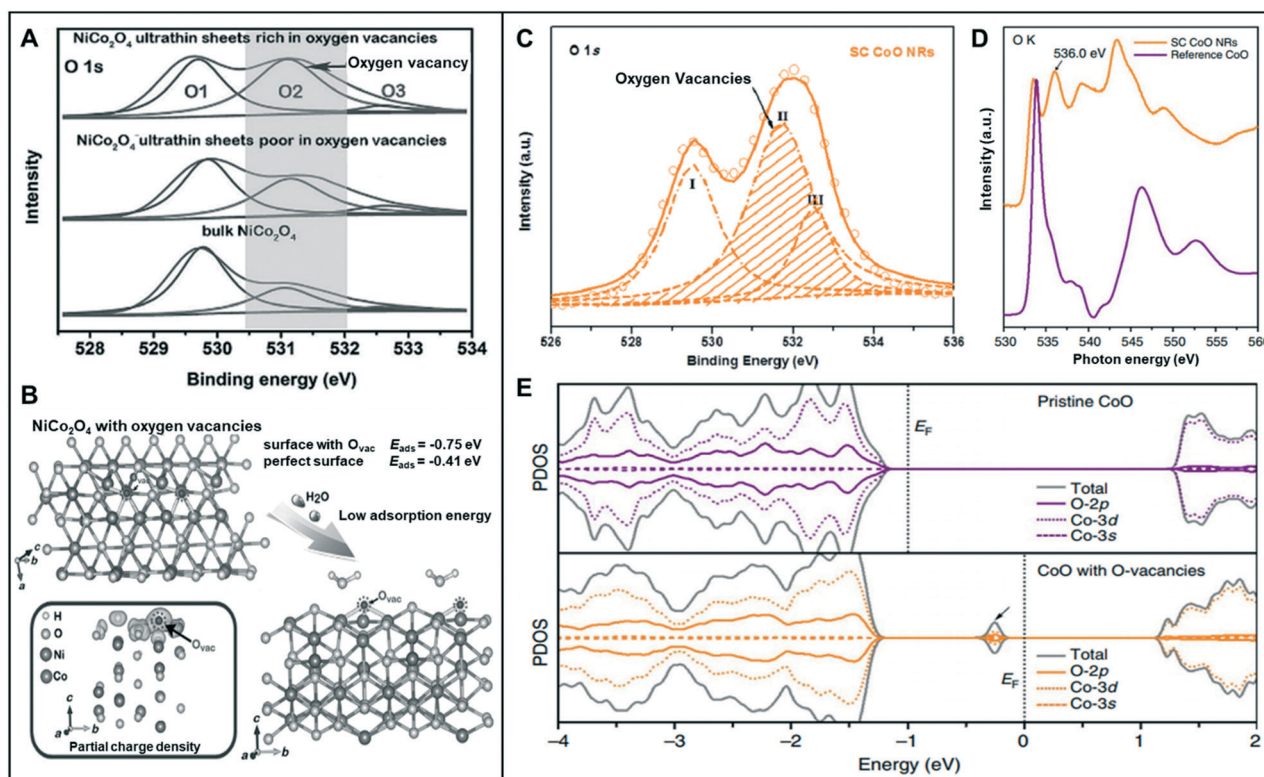 A
NiCo2O4 ultrathin sheets rich in oxygen vacancies
O 1s
Oxygen vacancy
O1
O2
O3
NiCo2O4 ultrathin sheets poor in oxygen vacancies
bulk NiCo2O4
Intensity
528 529 530 531 532 533 534
Binding energy (eV)
B
NiCo2O4 with oxygen vacancies
surface with Ovac Eads = -0.75 eV
perfect surface Eads = -0.41 eV
Ovac
H2O
Low adsorption energy
c
b
a
H
O
Ni
Co
Ovac
c
a
b
Partial charge density
Ovac
c
a
b
C
O 1s
SC CoO NRs
Oxygen Vacancies
I
II
III
Intensity (a.u.)
526 528 530 532 534 536
Binding Energy (eV)
D
O K
SC CoO NRs
Reference CoO
536.0 eV
Intensity (a.u.)
530 535 540 545 550 555 560
Photon energy (eV)
E
Pristine CoO
EF
PDOS
Total
O-2p
Co-3d
Co-3s
CoO with O-vacancies
EF
PDOS
Total
O-2p
Co-3d
Co-3s
−4 −3 −2 −1 0 1 2
Energy (eV)